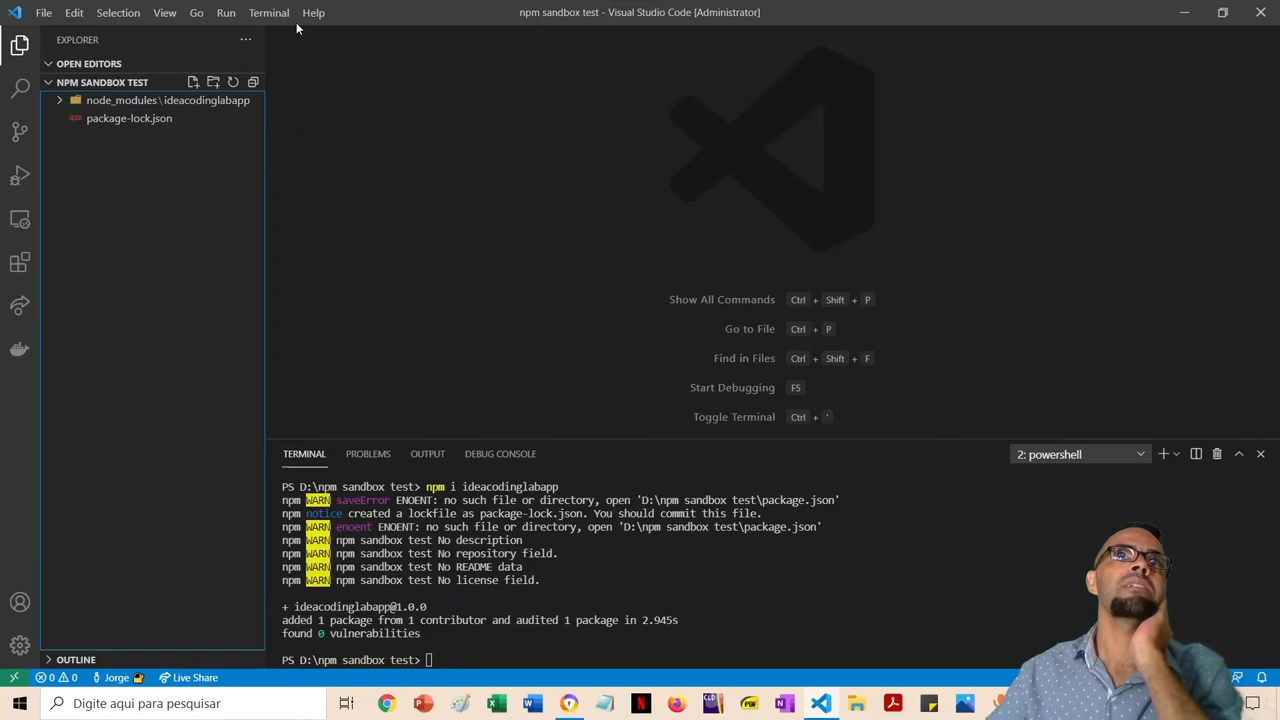 File Edit Selection View Go Run Terminal Help
npm sandbox test - Visual Studio Code [Administrator]
EXPLORER
OPEN EDITORS
NPM SANDBOX TEST
node_modules\ideacodinglabapp
package-lock.json
Show All Commands Ctrl + Shift + P
Go to File Ctrl + P
Find in Files Ctrl + Shift + F
Start Debugging F5
Toggle Terminal Ctrl + '
TERMINAL PROBLEMS OUTPUT DEBUG CONSOLE
2: powershell
PS D:\npm sandbox test> npm i ideacodinglabapp
npm WARN saveError ENOENT: no such file or directory, open 'D:\npm sandbox test\package.json'
npm notice created a lockfile as package-lock.json. You should commit this file.
npm WARN enoent ENOENT: no such file or directory, open 'D:\npm sandbox test\package.json'
npm WARN npm sandbox test No description
npm WARN npm sandbox test No repository field.
npm WARN npm sandbox test No README data
npm WARN npm sandbox test No license field.
+ ideacodinglabapp@1.0.0
added 1 package from 1 contributor and audited 1 package in 2.945s
found 0 vulnerabilities
PS D:\npm sandbox test>
OUTLINE
0 0 Jorge Live Share
Digite aqui para pesquisar